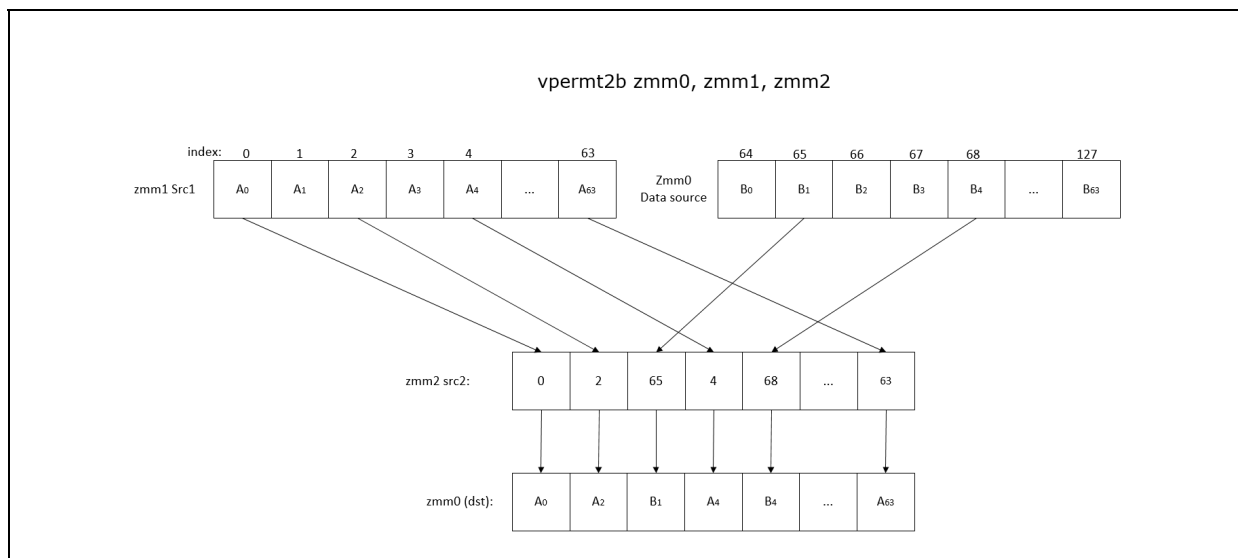 vpermt2b zmm0, zmm1, zmm2
index: 0 1 2 3 4 63
64 65 66 67 68 127
zmm1 Src1 A0 A1 A2 A3 A4 ... A63
Zmm0
Data source
B0 B1 B2 B3 B4 ... B63
zmm2 src2: 0 2 65 4 68 ... 63
zmm0 (dst): A0 A2 B1 A4 B4 ... A63